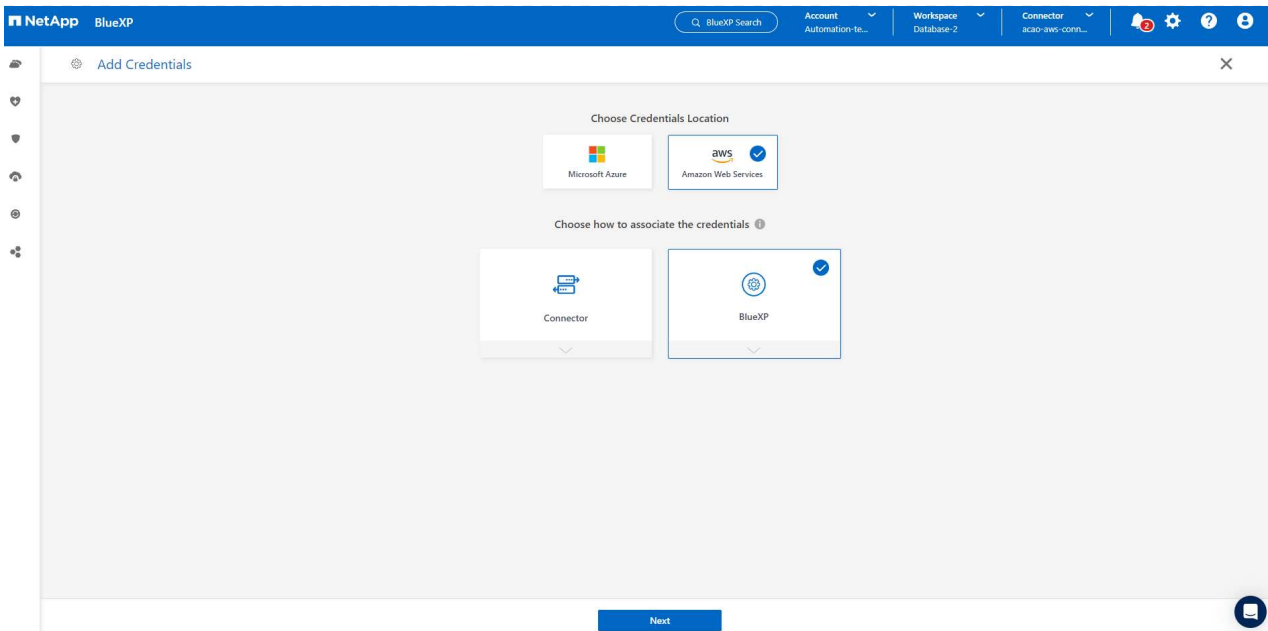 NetApp BlueXP
BlueXP Search
Account
Automation-te...
Workspace
Database-2
Connector
acao-aws-conn...
2
Add Credentials
Choose Credentials Location
Microsoft Azure
aws
Amazon Web Services
Choose how to associate the credentials
Connector
BlueXP
Next